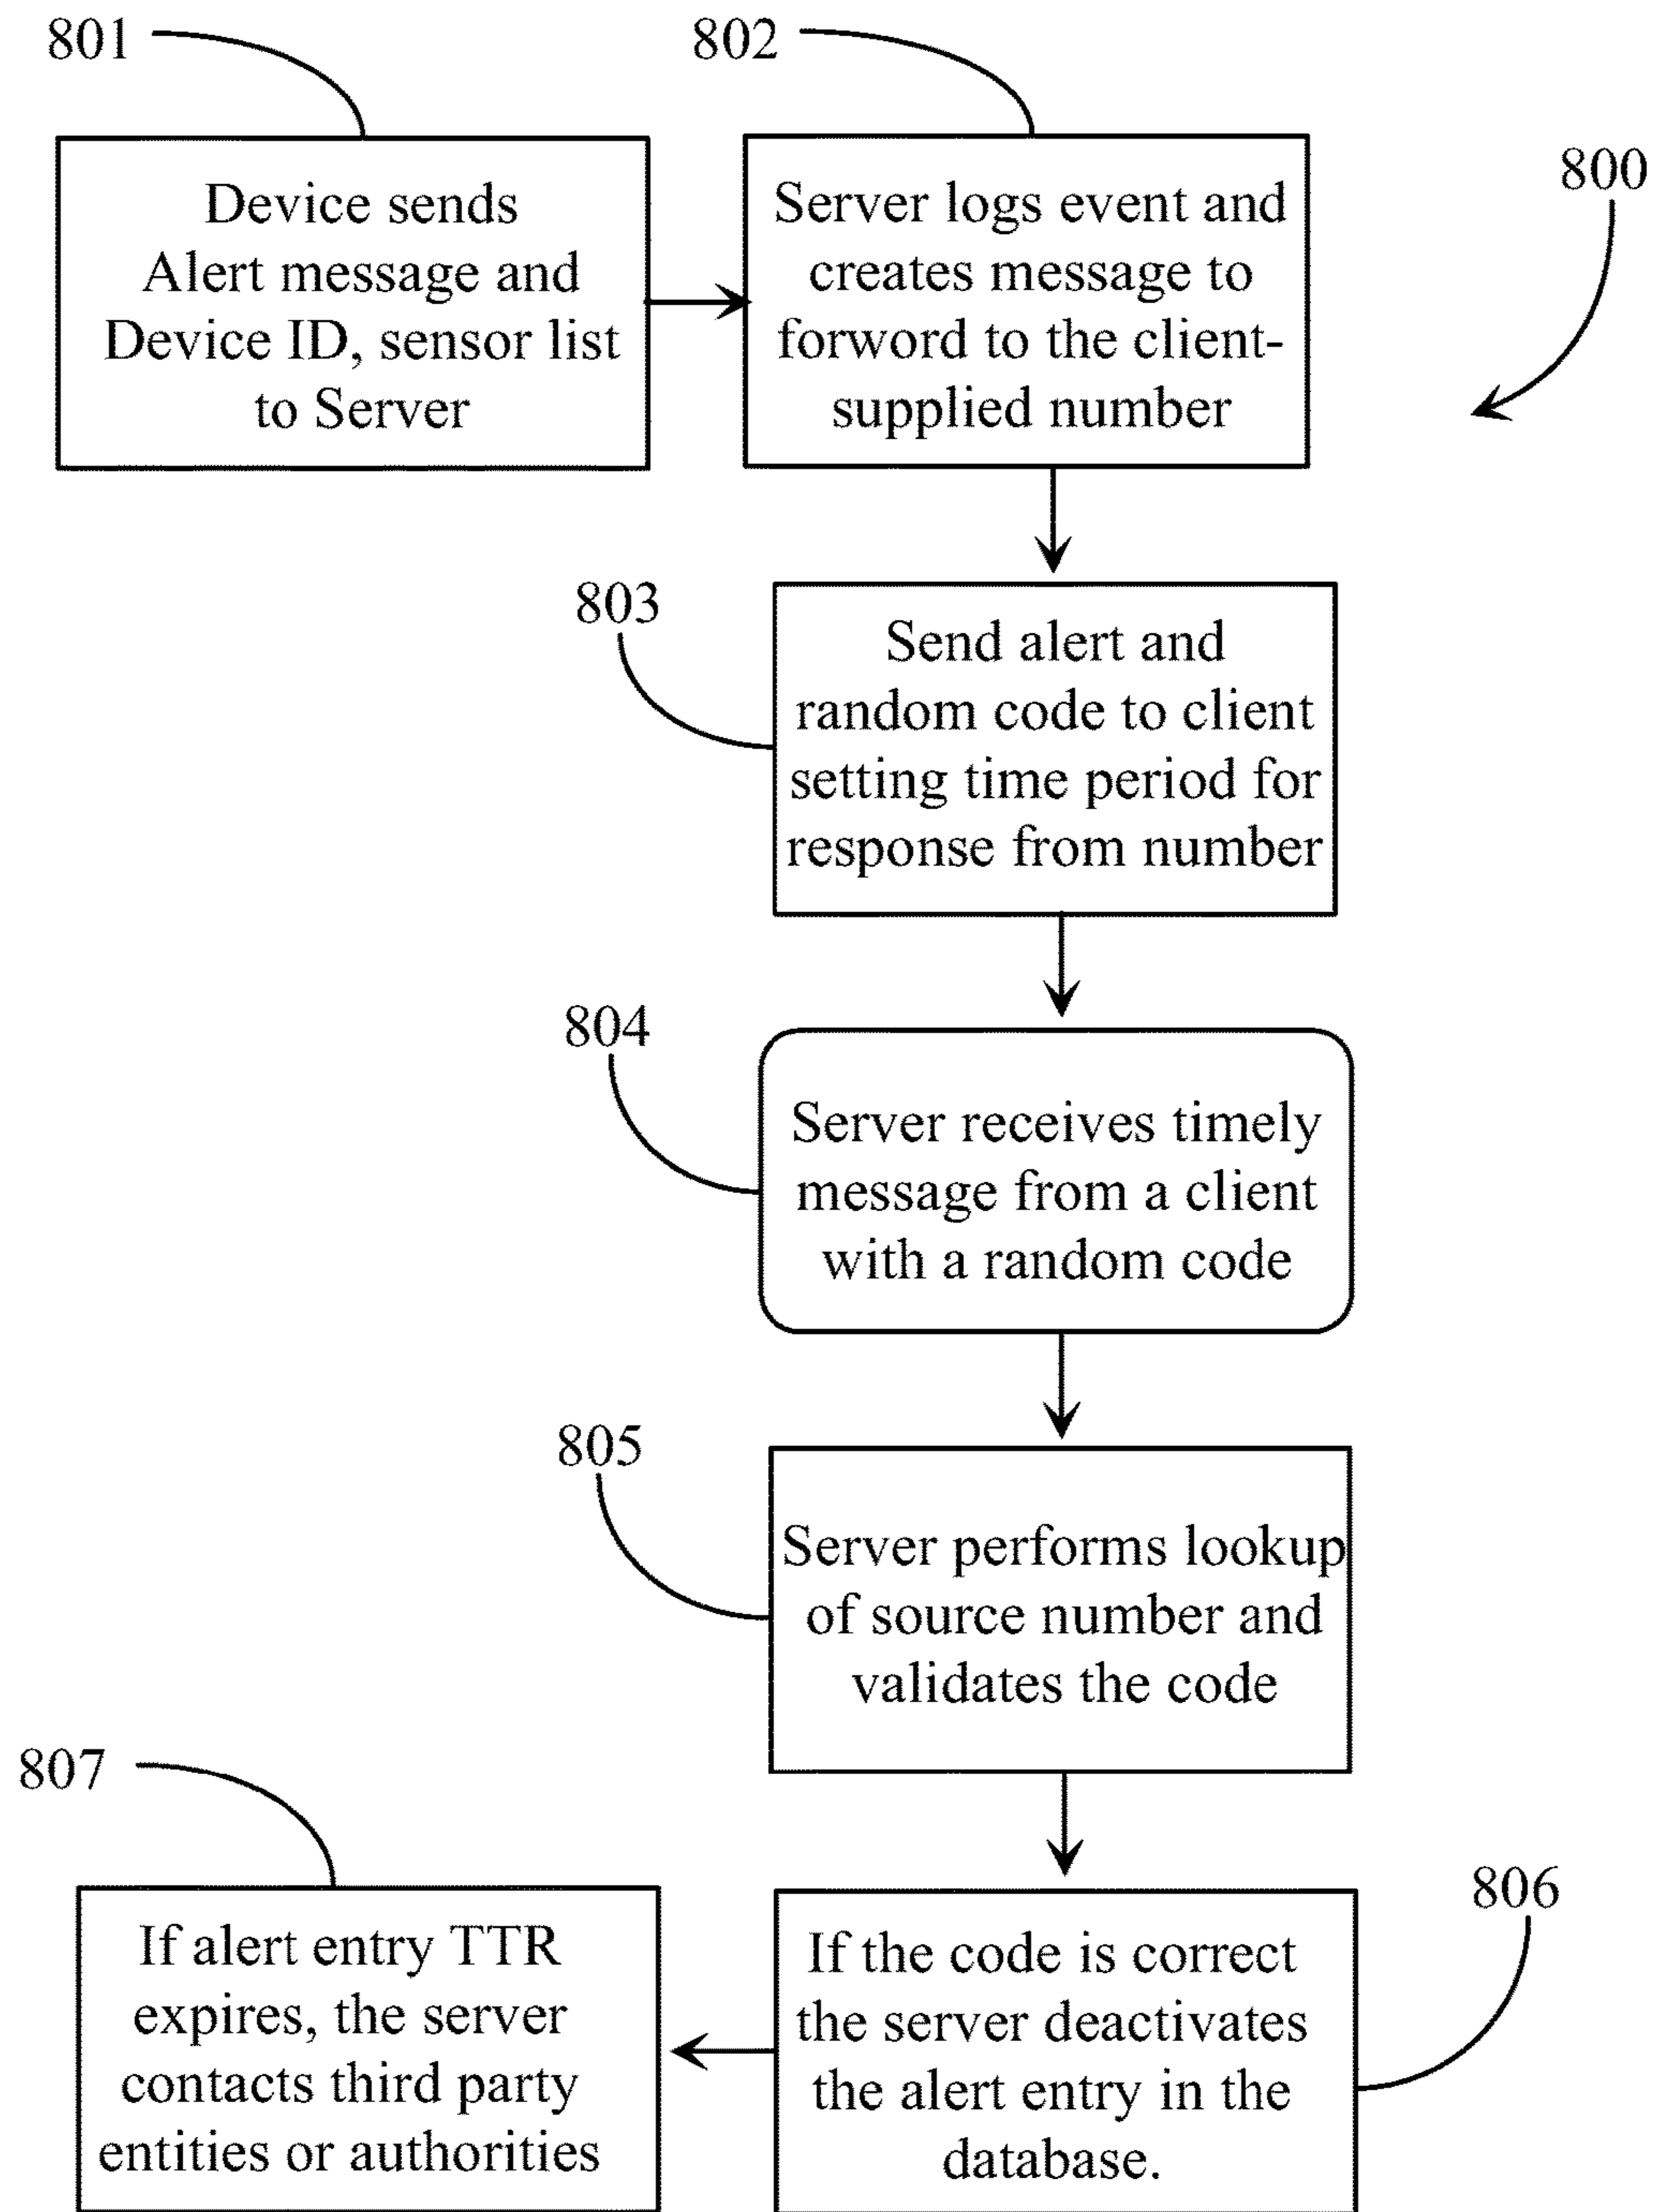 801
802
800
Device sends
Alert message and
Device ID, sensor list
to Server
Server logs event and
creates message to
forword to the client-
supplied number
803
Send alert and
random code to client
setting time period for
response from number
804
Server receives timely
message from a client
with a random code
805
Server performs lookup
of source number and
validates the code
807
806
If alert entry TTR
expires, the server
contacts third party
entities or authorities
If the code is correct
the server deactivates
the alert entry in the
database.